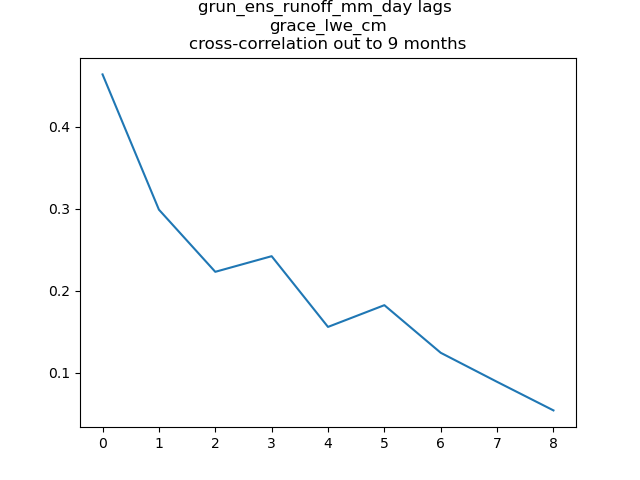 grun_ens_runoff_mm_day lags
grace_lwe_cm
cross-correlation out to 9 months
0.4
0.3
0.2
0.1
0 1 2 3 4 5 6 7 8